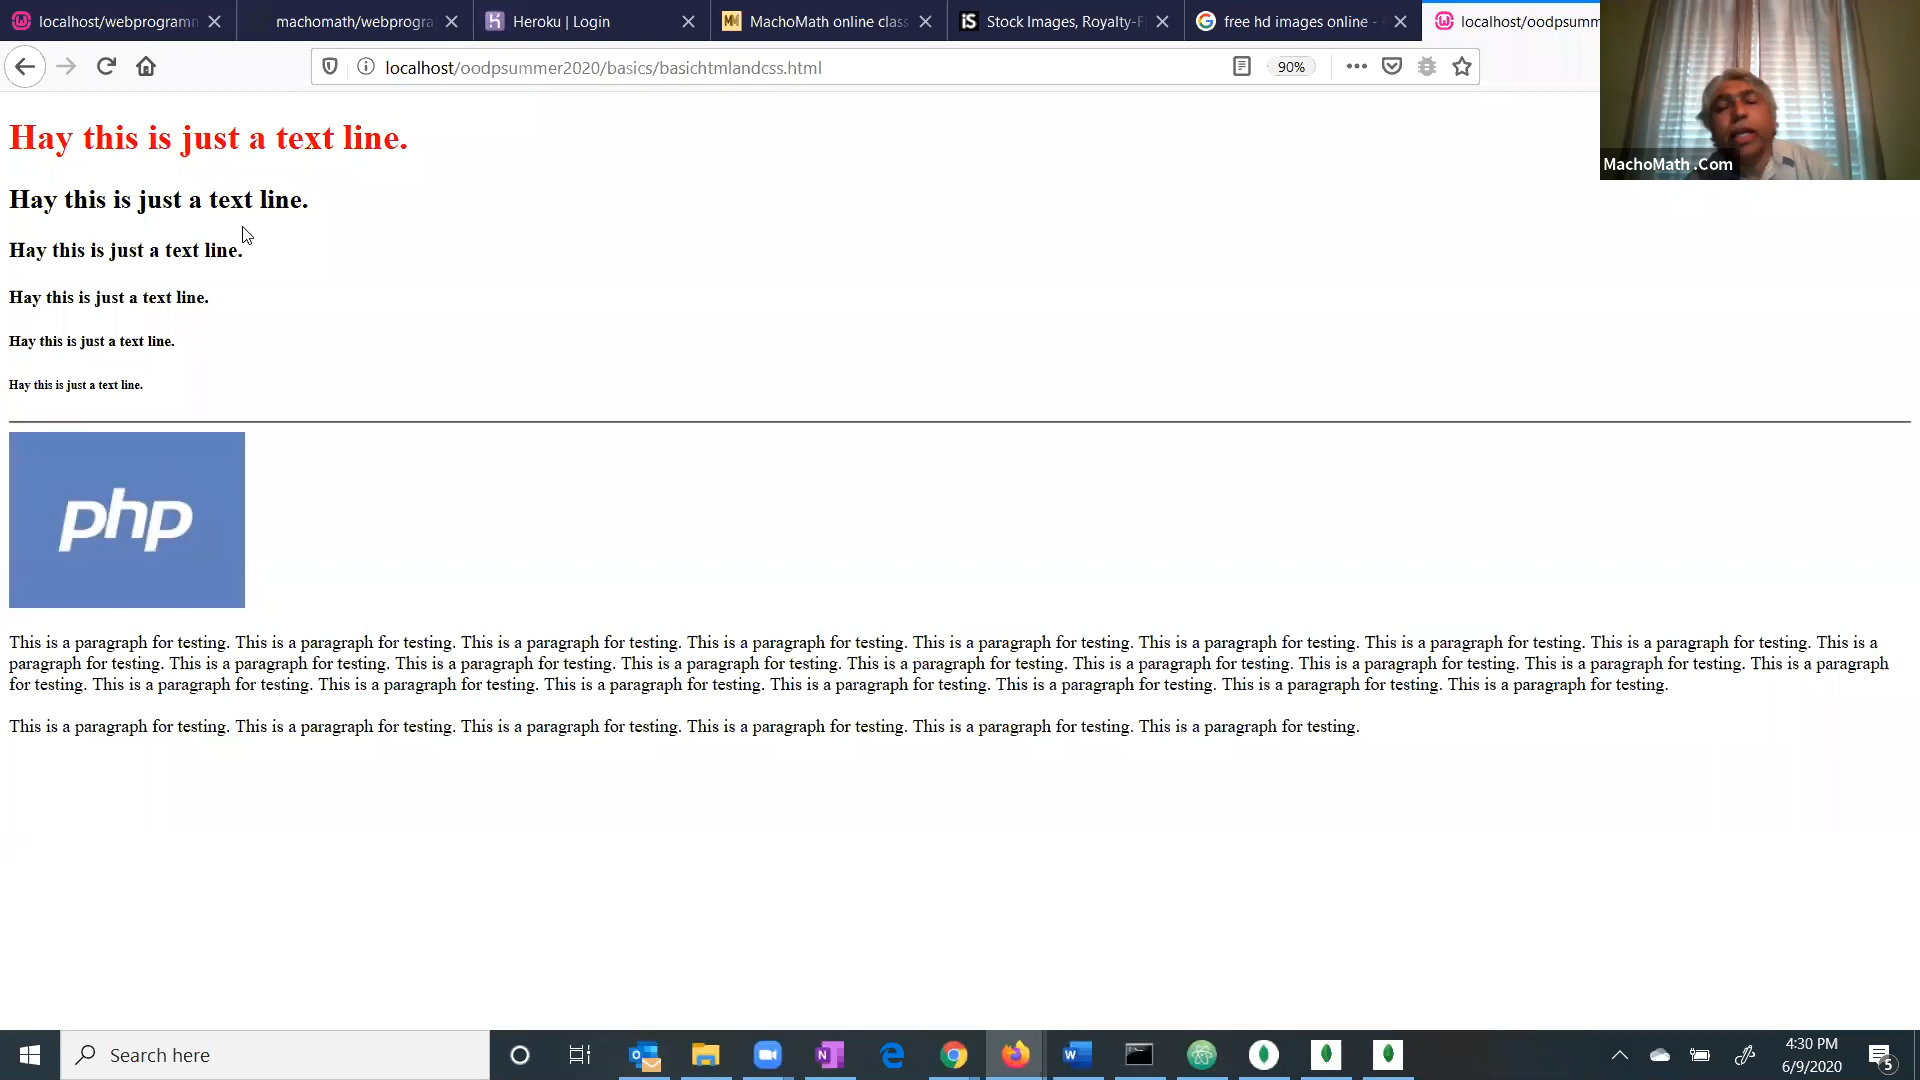 localhost/webprogramn
machomath/webprogra
Heroku | Login
MachoMath online class
Stock Images, Royalty-F
free hd images online -
localhost/oodpsumm
localhost/oodpsummer2020/basics/basichtmlandcss.html
90%
MachoMath .Com
Hay this is just a text line.
Hay this is just a text line.
Hay this is just a text line.
Hay this is just a text line.
Hay this is just a text line.
Hay this is just a text line.
php
This is a paragraph for testing. This is a paragraph for testing. This is a paragraph for testing. This is a paragraph for testing. This is a paragraph for testing. This is a paragraph for testing. This is a paragraph for testing. This is a paragraph for testing. This is a
paragraph for testing. This is a paragraph for testing. This is a paragraph for testing. This is a paragraph for testing. This is a paragraph for testing. This is a paragraph for testing. This is a paragraph for testing. This is a paragraph for testing. This is a paragraph
for testing. This is a paragraph for testing. This is a paragraph for testing. This is a paragraph for testing. This is a paragraph for testing. This is a paragraph for testing. This is a paragraph for testing. This is a paragraph for testing.
This is a paragraph for testing. This is a paragraph for testing. This is a paragraph for testing. This is a paragraph for testing. This is a paragraph for testing. This is a paragraph for testing.
Search here
4:30 PM
6/9/2020
5